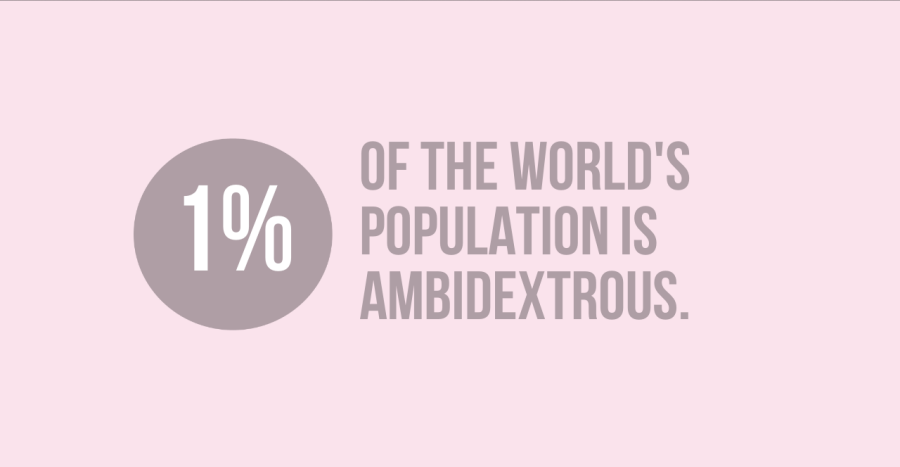 1%
OF THE WORLD'S
POPULATION IS
AMBIDEXTROUS.